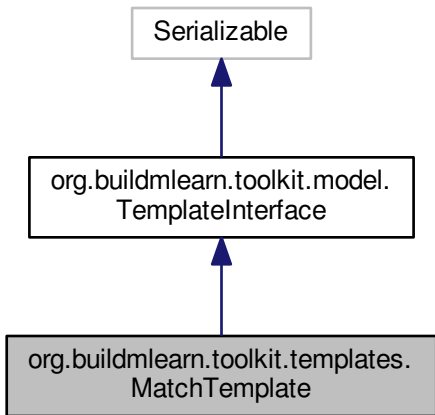 Serializable
org.buildmlearn.toolkit.model.
TemplateInterface
org.buildmlearn.toolkit.templates.
MatchTemplate